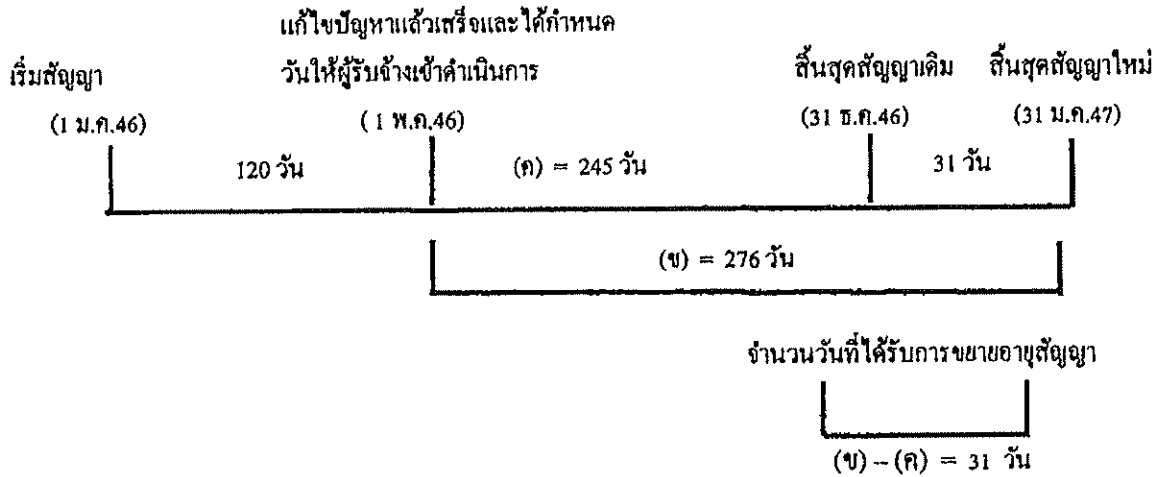 แก้ไขปัญหาแล้วเสร็จและได้กำหนด
เริ่มสัญญา วันให้ผู้รับจ้างเข้าดำเนินการ สิ้นสุดสัญญาเดิม สิ้นสุดสัญญาใหม่
(1 ม.ค.46) ( 1 พ.ค.46) (31 ธ.ค.46) (31 ม.ค.47)
120 วัน (ค) = 245 วัน 31 วัน
(ข) = 276 วัน
จำนวนวันที่ได้รับการขยายอายุสัญญา
(ข) – (ค) = 31 วัน